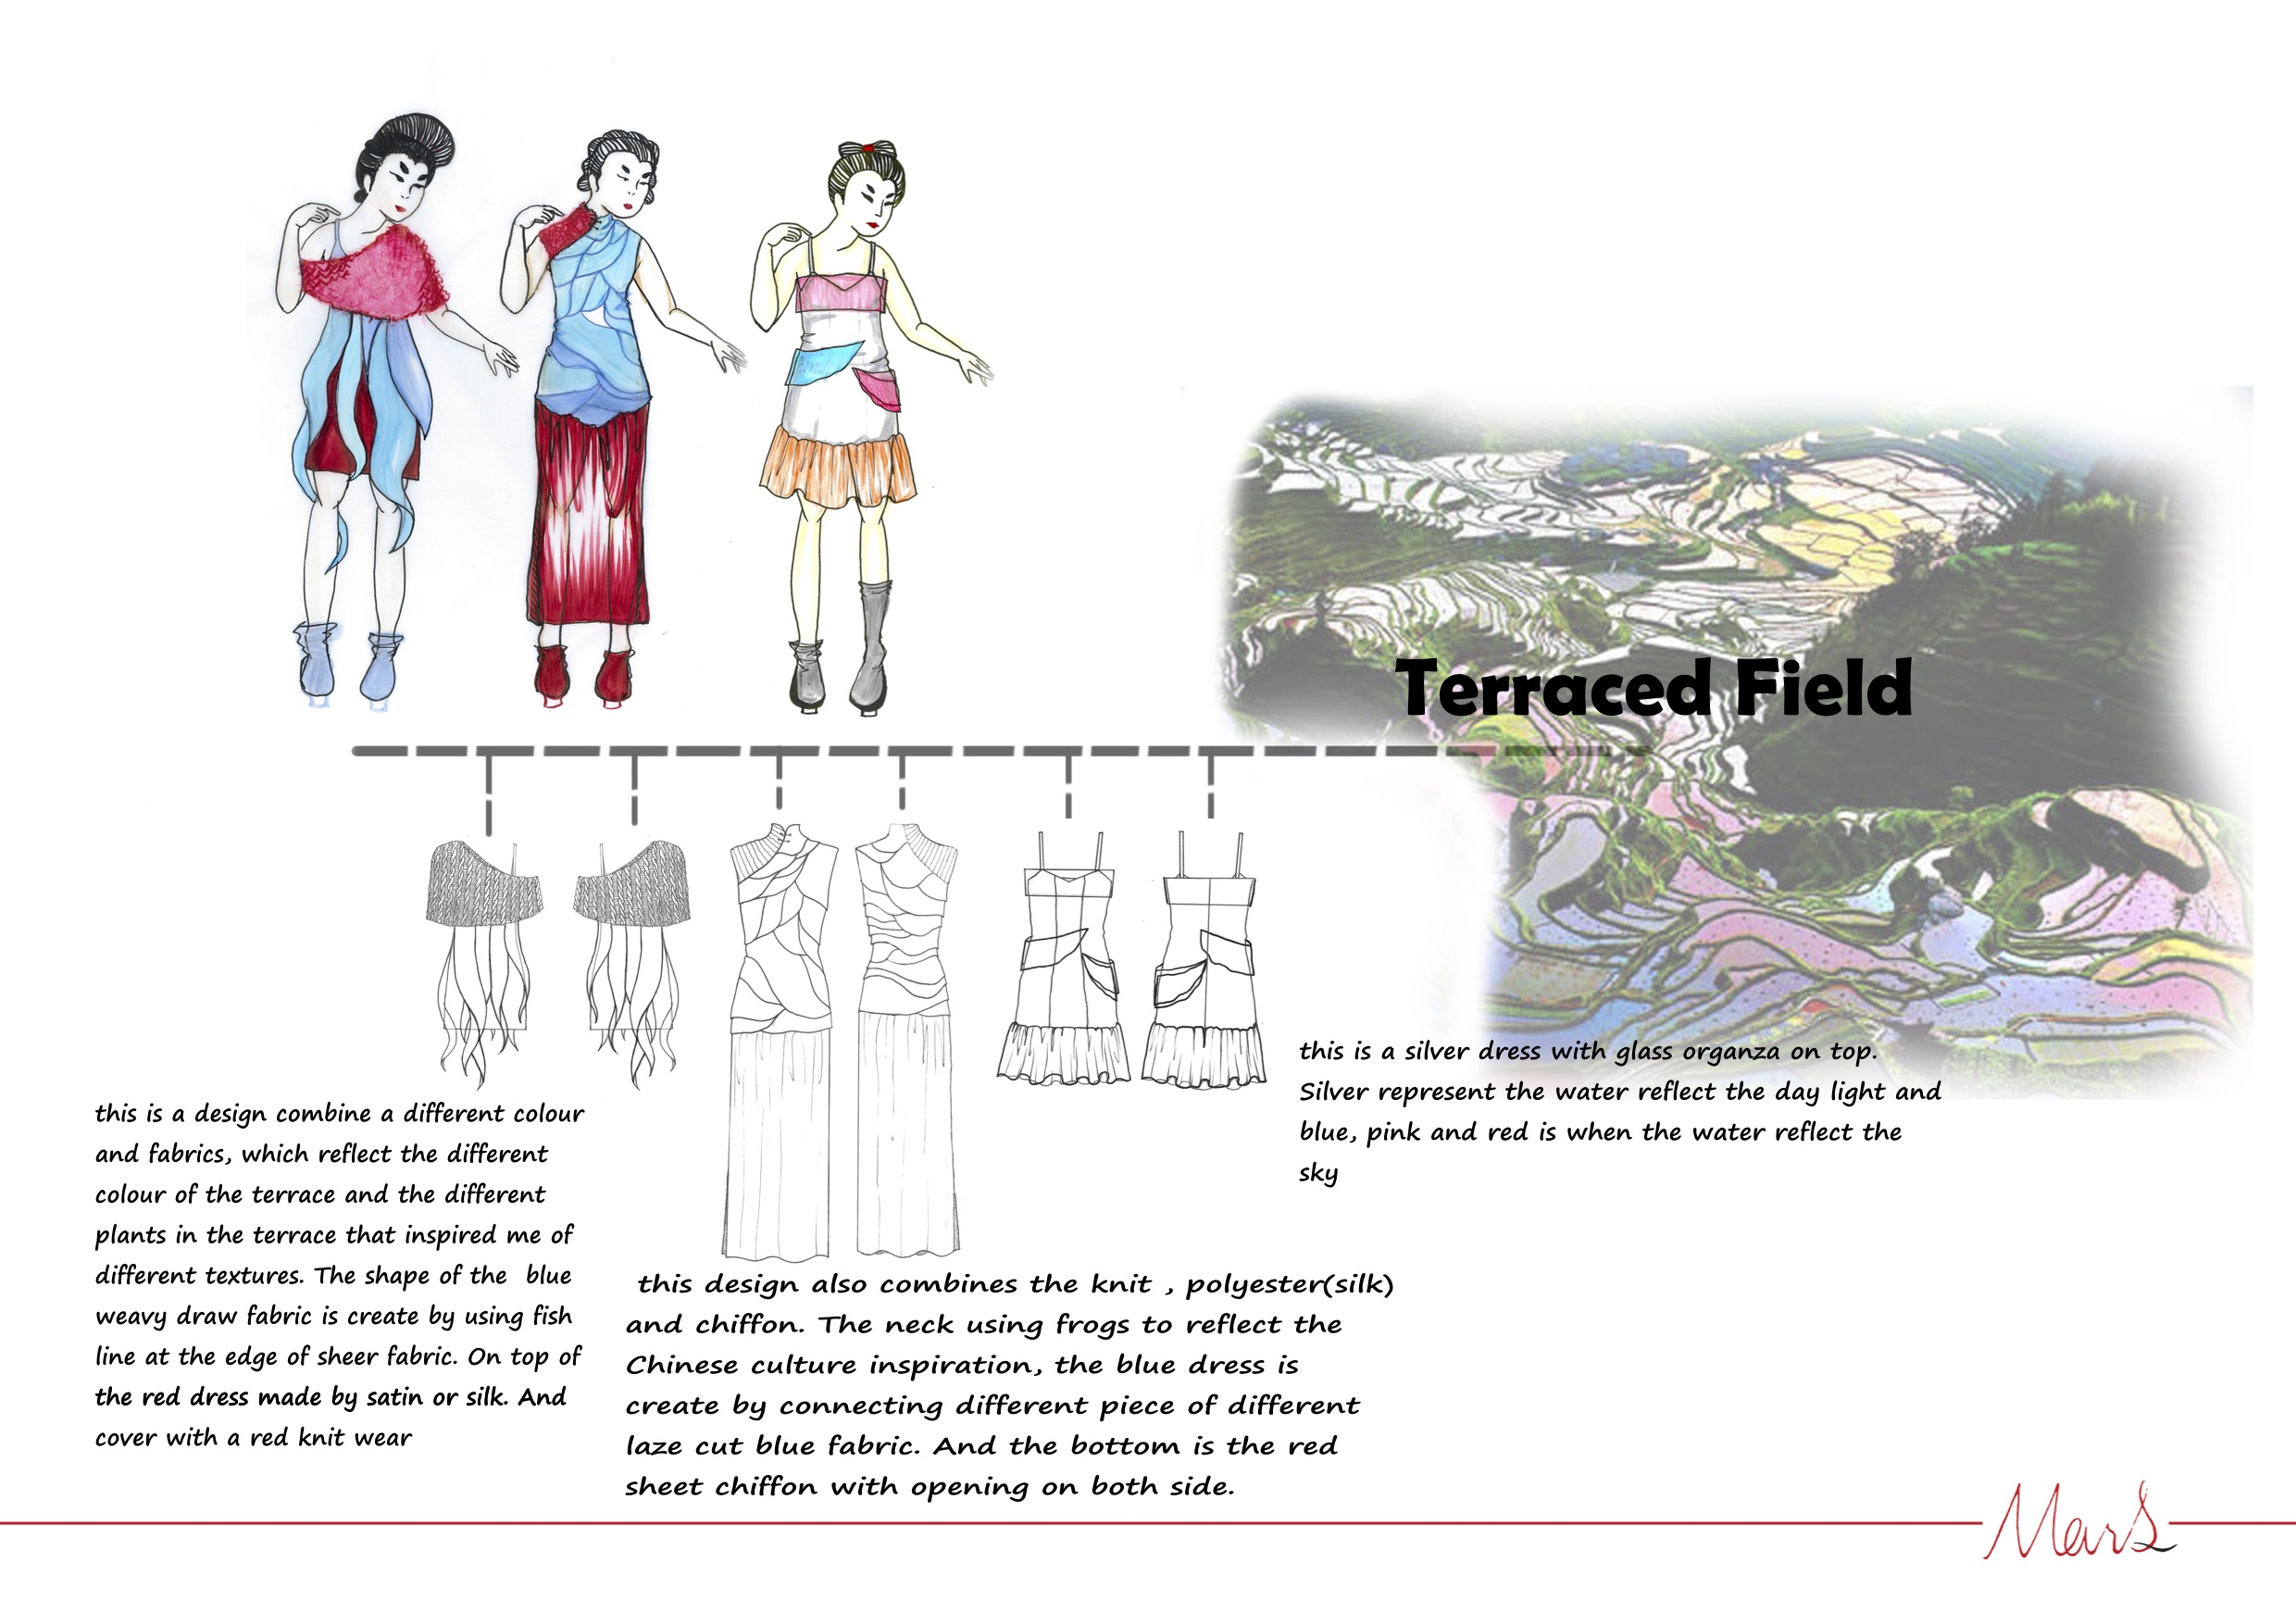 Terraced Field
this is a silver dress with glass organza on top.
Silver represent the water reflect the day light and
blue, pink and red is when the water reflect the
sky
this is a design combine a different colour
and fabrics, which reflect the different
colour of the terrace and the different
plants in the terrace that inspired me of
different textures. The shape of the  blue
weavy draw fabric is create by using fish
line at the edge of sheer fabric. On top of
the red dress made by satin or silk. And
cover with a red knit wear
this design also combines the knit , polyester(silk)
and chiffon. The neck using frogs to reflect the
Chinese culture inspiration, the blue dress is
create by connecting different piece of different
laze cut blue fabric. And the bottom is the red
sheet chiffon with opening on both side.
MarS